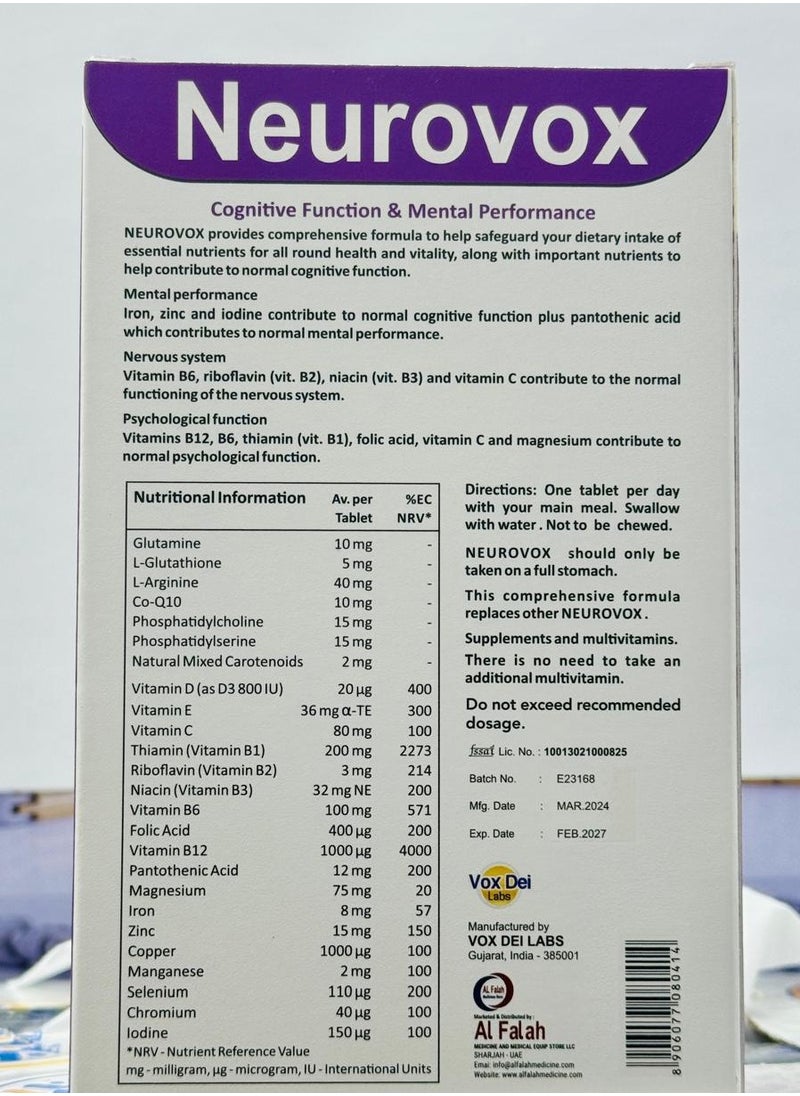 Neurovox
Cognitive Function & Mental Performance
NEUROVOX provides comprehensive formula to help safeguard your dietary intake of
essential nutrients for all round health and vitality, along with important nutrients to
help contribute to normal cognitive function.
Mental performance
Iron, zinc and iodine contribute to normal cognitive function plus pantothenic acid
which contributes to normal mental performance.
Nervous system
Vitamin B6, riboflavin (vit. B2), niacin (vit. B3) and vitamin C contribute to the normal
functioning of the nervous system.
Psychological function
Vitamins B12, B6, thiamin (vit. B1), folic acid, vitamin C and magnesium contribute to
normal psychological function.
Nutritional Information Av. per %EC
Tablet NRV*
Glutamine 10 mg -
L-Glutathione 5 mg -
L-Arginine 40 mg -
Co-Q10 10 mg -
Phosphatidylcholine 15 mg -
Phosphatidylserine 15 mg -
Natural Mixed Carotenoids 2 mg -
Vitamin D (as D3 800 IU) 20 µg 400
Vitamin E 36 mg α-TE 300
Vitamin C 80 mg 100
Thiamin (Vitamin B1) 200 mg 2273
Riboflavin (Vitamin B2) 3 mg 214
Niacin (Vitamin B3) 32 mg NE 200
Vitamin B6 100 mg 571
Folic Acid 400 µg 200
Vitamin B12 1000 µg 4000
Pantothenic Acid 12 mg 200
Magnesium 75 mg 20
Iron 8 mg 57
Zinc 15 mg 150
Copper 1000 µg 100
Manganese 2 mg 100
Selenium 110 µg 200
Chromium 40 µg 100
Iodine 150 µg 100
*NRV - Nutrient Reference Value
mg - milligram, µg - microgram, IU - International Units
Directions: One tablet per day
with your main meal. Swallow
with water. Not to be chewed.
NEUROVOX should only be
taken on a full stomach.
This comprehensive formula
replaces other NEUROVOX.
Supplements and multivitamins.
There is no need to take an
additional multivitamin.
Do not exceed recommended
dosage.
fssai Lic. No. : 10013021000825
Batch No. : E23168
Mfg. Date : MAR.2024
Exp. Date : FEB.2027
Vox Dei
Labs
Manufactured by
VOX DEI LABS
Gujarat, India - 385001
AL Falah
Marketed & Distributed by :
Al Falah
MEDICINE AND MEDICAL EQUIP STORE LLC
SHARJAH - UAE
Emai: info@alfalahmedicine.com
Website: www.alfalahmedicine.com
8 906077 080414